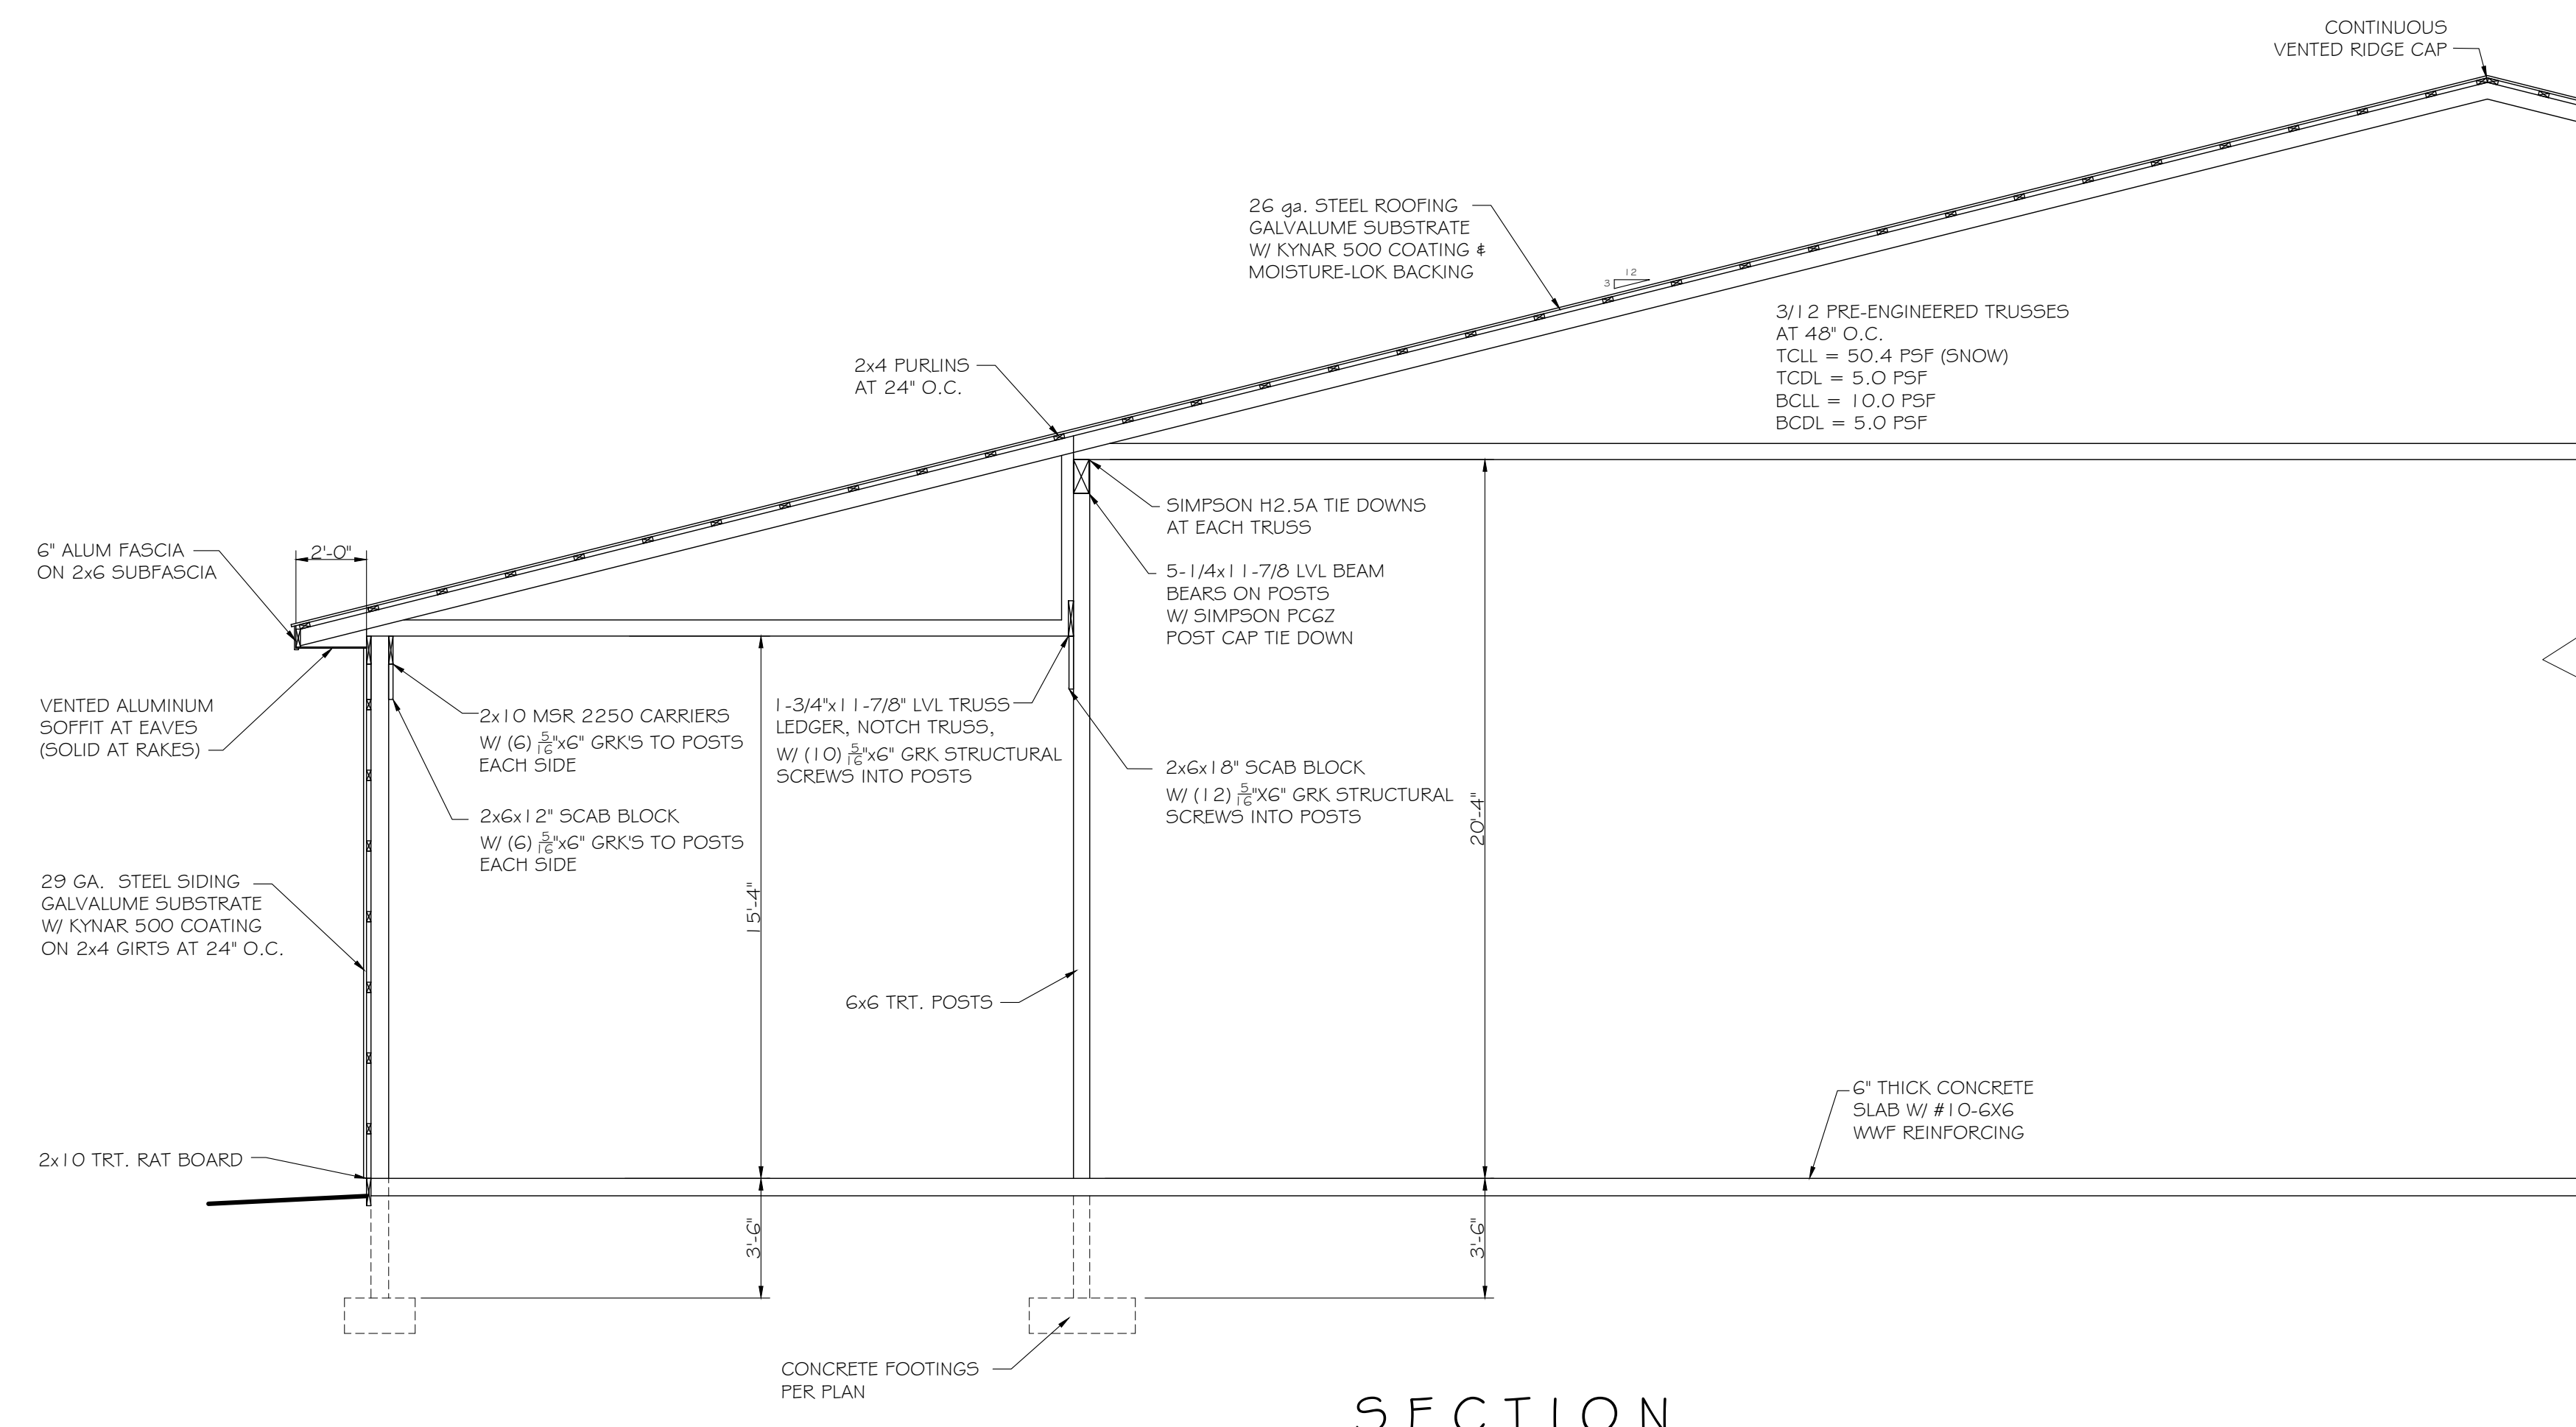 CONTINUOUS
VENTED RIDGE CAP
26 ga. STEEL ROOFING
GALVALUME SUBSTRATE
W/ KYNAR 500 COATING &
MOISTURE-LOK BACKING
12
3
3/12 PRE-ENGINEERED TRUSSES
AT 48" O.C.
TCLL = 50.4 PSF (SNOW)
TCDL = 5.0 PSF
BCLL = 10.0 PSF
BCDL = 5.0 PSF
2x4 PURLINS
AT 24" O.C.
SIMPSON H2.5A TIE DOWNS
AT EACH TRUSS
6" ALUM FASCIA
ON 2x6 SUBFASCIA
2'-0"
5-1/4x11-7/8 LVL BEAM
BEARS ON POSTS
W/ SIMPSON PC6Z
POST CAP TIE DOWN
VENTED ALUMINUM
SOFFIT AT EAVES
(SOLID AT RAKES)
2x10 MSR 2250 CARRIERS
W/ (6) 5/16"x6" GRK'S TO POSTS
EACH SIDE
1-3/4"x11-7/8" LVL TRUSS
LEDGER, NOTCH TRUSS,
W/ (10) 5/16"x6" GRK STRUCTURAL
SCREWS INTO POSTS
2x6x18" SCAB BLOCK
W/ (12) 5/16"X6" GRK STRUCTURAL
SCREWS INTO POSTS
2x6x12" SCAB BLOCK
W/ (6) 5/16"x6" GRK'S TO POSTS
EACH SIDE
20'-4"
15'-4"
29 GA. STEEL SIDING
GALVALUME SUBSTRATE
W/ KYNAR 500 COATING
ON 2x4 GIRTS AT 24" O.C.
6x6 TRT. POSTS
6" THICK CONCRETE
SLAB W/ #10-6X6
WWF REINFORCING
2x10 TRT. RAT BOARD
3'-6"
3'-6"
CONCRETE FOOTINGS
PER PLAN
SECTION